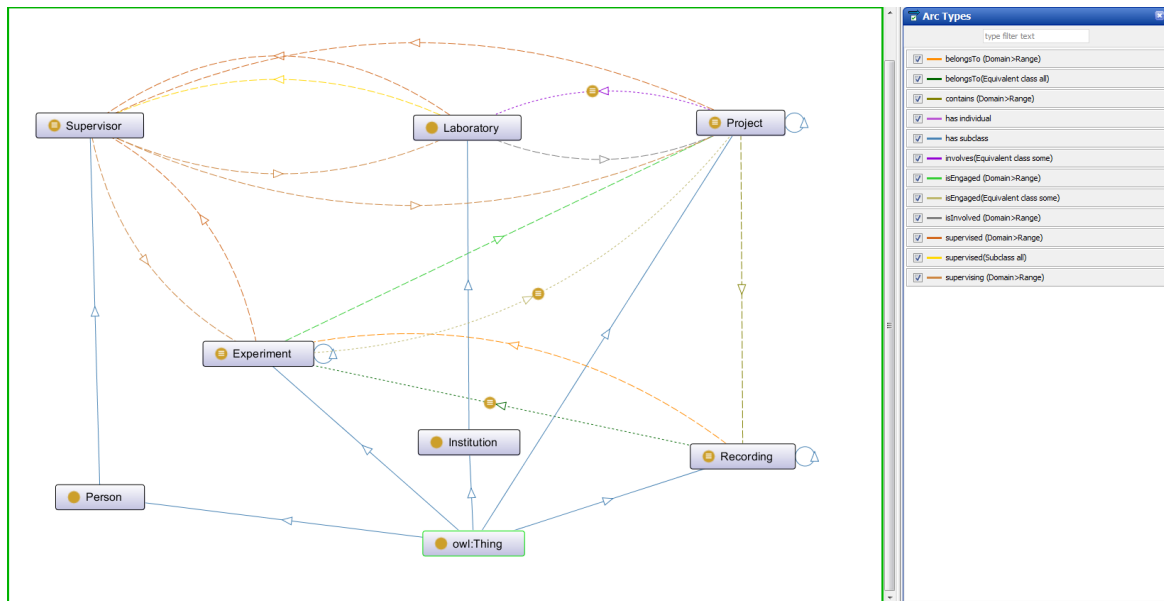 Supervisor
Laboratory
Project
Experiment
Institution
Recording
Person
owl:Thing
Arc Types
type filter text
belongsTo (Domain>Range)
belongsTo(Equivalent class all)
contains (Domain>Range)
has individual
has subclass
involves(Equivalent class some)
isEngaged (Domain>Range)
isEngaged(Equivalent class some)
isInvolved (Domain>Range)
supervised (Domain>Range)
supervised(Subclass all)
supervising (Domain>Range)